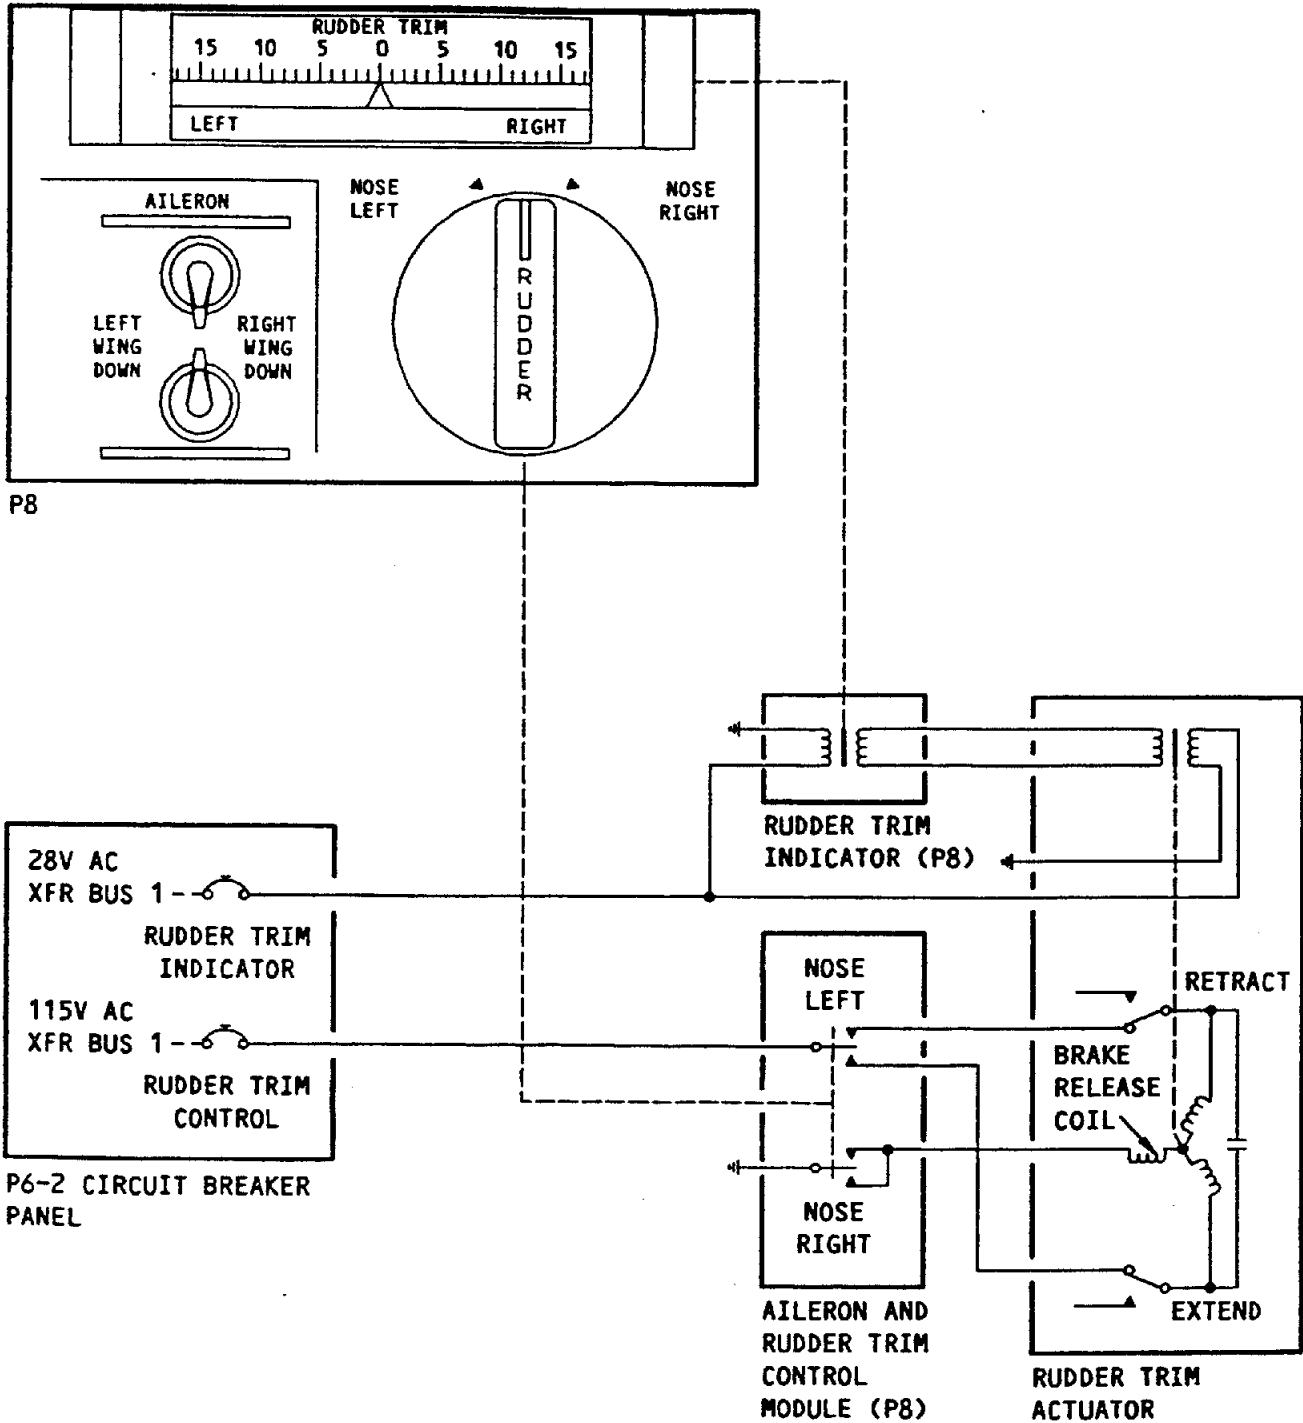 RUDDER TRIM
15 10 5 0 5 10 15
LEFT RIGHT
AILERON
LEFT
WING
DOWN
RIGHT
WING
DOWN
NOSE
LEFT
NOSE
RIGHT
RUDDER
P8
RUDDER TRIM
INDICATOR (P8)
28V AC
XFR BUS 1
RUDDER TRIM
INDICATOR
115V AC
XFR BUS 1
RUDDER TRIM
CONTROL
P6-2 CIRCUIT BREAKER
PANEL
NOSE
LEFT
NOSE
RIGHT
AILERON AND
RUDDER TRIM
CONTROL
MODULE (P8)
RETRACT
BRAKE
RELEASE
COIL
EXTEND
RUDDER TRIM
ACTUATOR